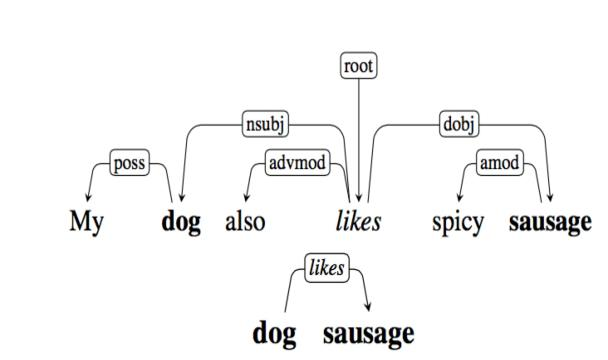 root
nsubj dobj
poss advmod amod
My dog also likes spicy sausage
likes
dog sausage